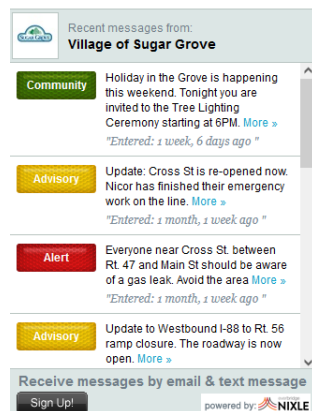 SUGAR GROVE
Recent messages from:
Village of Sugar Grove
Community
Holiday in the Grove is happening
this weekend. Tonight you are
invited to the Tree Lighting
Ceremony starting at 6PM. More »
"Entered: 1 week, 6 days ago "
Advisory
Update: Cross St is re-opened now.
Nicor has finished their emergency
work on the line. More »
"Entered: 1 month, 1 week ago "
Alert
Everyone near Cross St. between
Rt. 47 and Main St should be aware
of a gas leak. Avoid the area More »
"Entered: 1 month, 1 week ago "
Advisory
Update to Westbound I-88 to Rt. 56
ramp closure. The roadway is now
open. More »
Receive messages by email & text message
Sign Up!
powered by: NIXLE